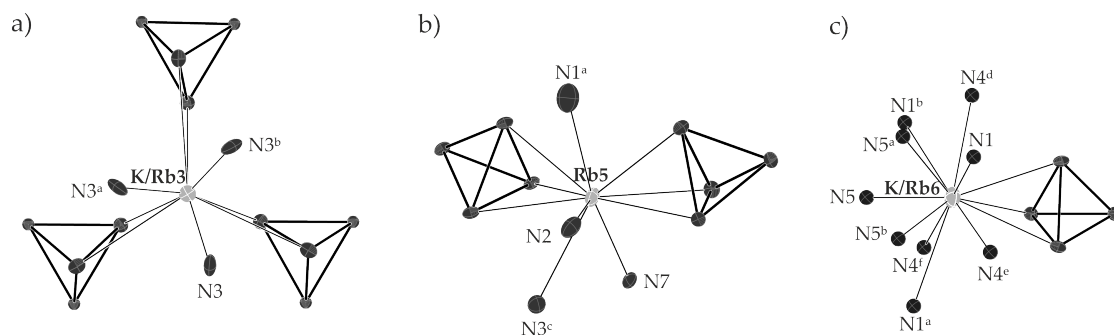 a)
K/Rb3
N3ᵇ
N3ᵃ
N3
b)
N1ᵃ
Rb5
N2
N7
N3ᶜ
c)
N4ᵈ
N1ᵇ
N5ᵃ
N1
K/Rb6
N5
N5ᵇ
N4ᶠ
N4ᵉ
N1ᵃ